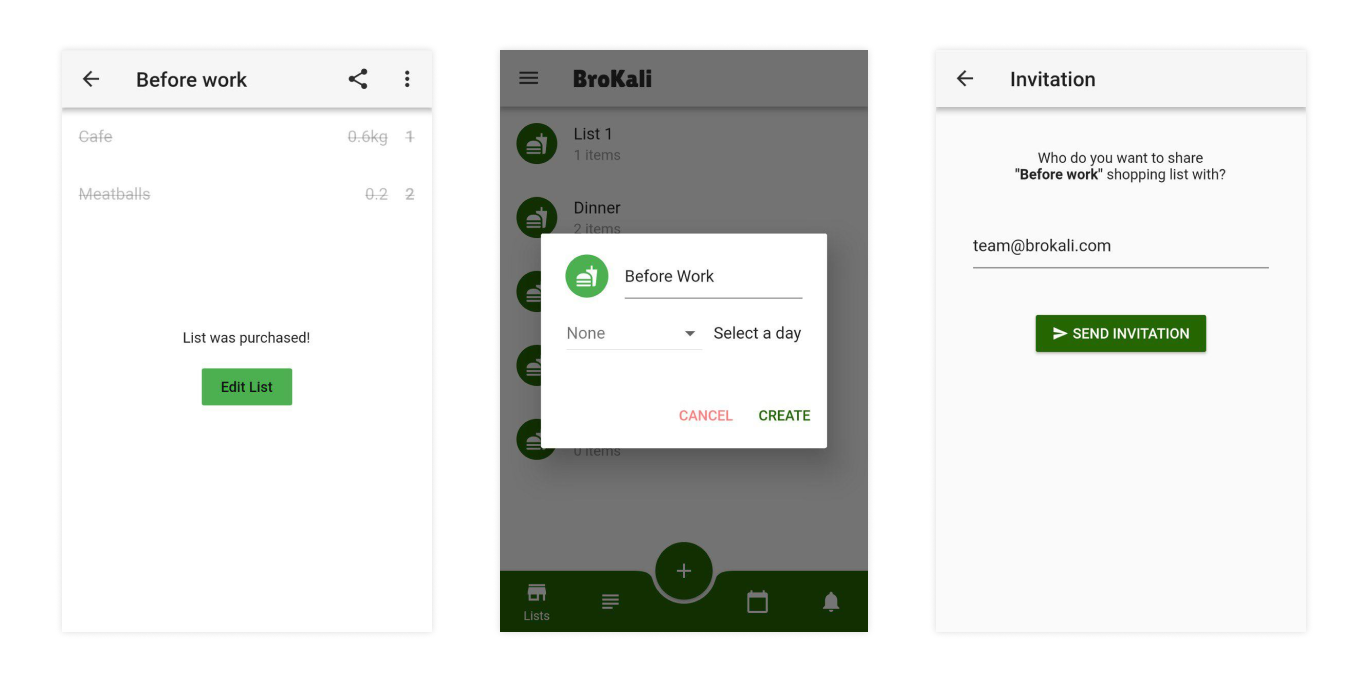 Before work
Cafe 0.6kg 1
Meatballs 0.2 2
List was purchased!
Edit List
BroKali
List 1
1 items
Dinner
2 items
Before Work
None Select a day
CANCEL CREATE
0 items
Lists
Invitation
Who do you want to share
"Before work" shopping list with?
team@brokali.com
SEND INVITATION